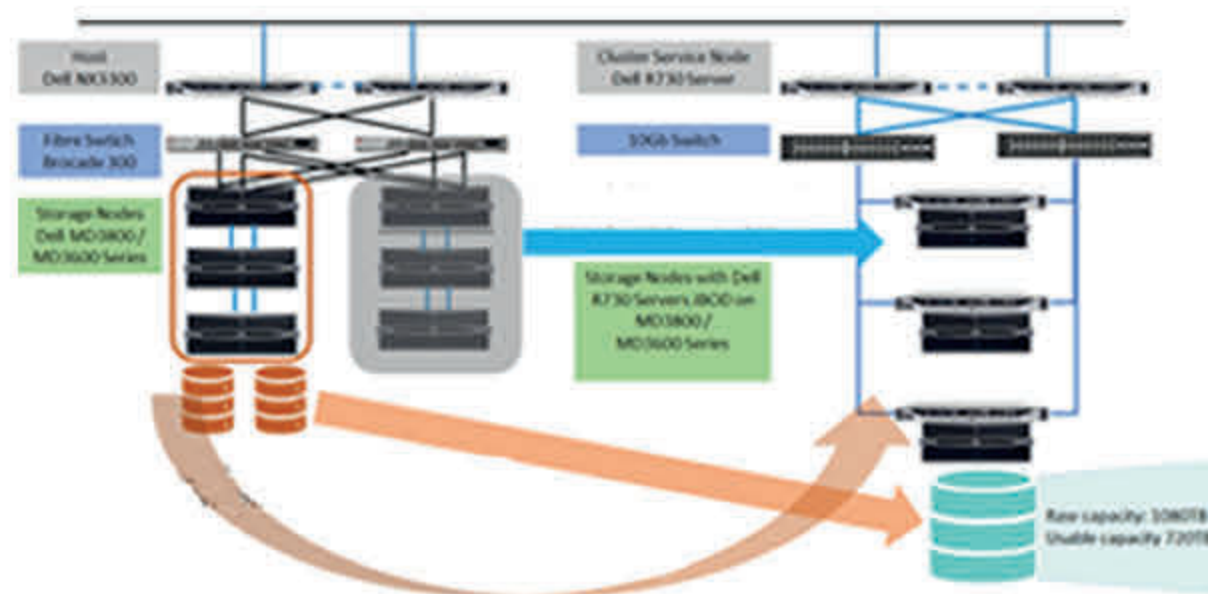 Host
Dell NX3300
Fibre Switch
Brocade 300
Storage Nodes
Dell MD3800 /
MD3600 Series
Cluster Service Node
Dell R730 Server
10Gb Switch
Storage Nodes with Dell
R730 Servers JBOD on
MD3800 /
MD3600 Series
Raw capacity: 1080TB
Usable capacity 720TB